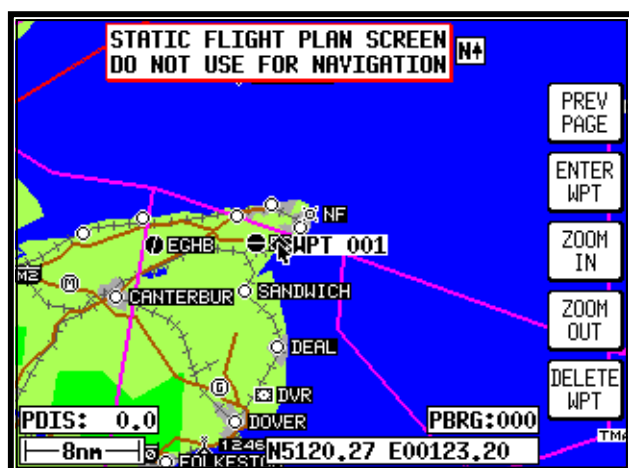 STATIC FLIGHT PLAN SCREEN
DO NOT USE FOR NAVIGATION
N
PREV
PAGE
NF
ENTER
WPT
EGHB
WPT 001
ZOOM
IN
M2
M
CANTERBUR
SANDWICH
ZOOM
OUT
DEAL
G
DVR
DELETE
WPT
PDIS: 0.0
DOVER
PBRG:000
TMA
8nm
1246
N5120.27 E00123.20
FOLKESTON